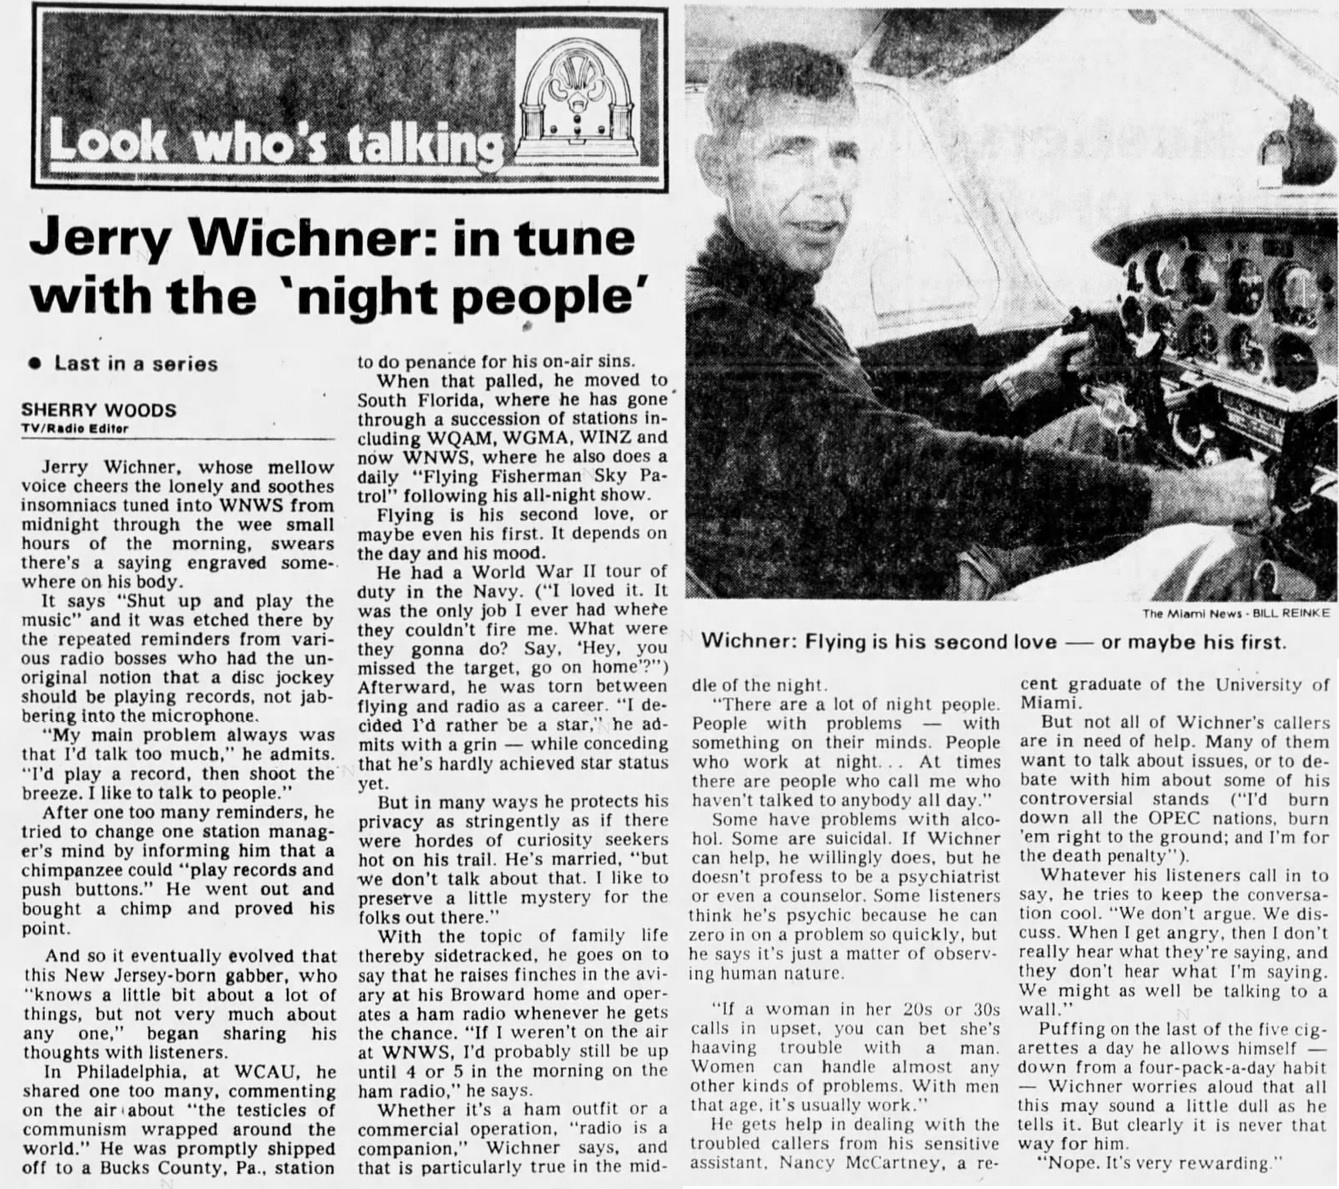 Look who's talking
Jerry Wichner: in tune
with the 'night people'
● Last in a series
SHERRY WOODS
TV/Radio Editor
Jerry Wichner, whose mellow
voice cheers the lonely and soothes
insomniacs tuned into WNWS from
midnight through the wee small
hours of the morning, swears
there's a saying engraved some-
where on his body.
It says "Shut up and play the
music" and it was etched there by
the repeated reminders from vari-
ous radio bosses who had the un-
original notion that a disc jockey
should be playing records, not jab-
bering into the microphone.
"My main problem always was
that I'd talk too much," he admits.
"I'd play a record, then shoot the
breeze. I like to talk to people."
After one too many reminders, he
tried to change one station manag-
er's mind by informing him that a
chimpanzee could "play records and
push buttons." He went out and
bought a chimp and proved his
point.
And so it eventually evolved that
this New Jersey-born gabber, who
"knows a little bit about a lot of
things, but not very much about
any one," began sharing his
thoughts with listeners.
In Philadelphia, at WCAU, he
shared one too many, commenting
on the air about "the testicles of
communism wrapped around the
world." He was promptly shipped
off to a Bucks County, Pa., station
to do penance for his on-air sins.
When that palled, he moved to
South Florida, where he has gone
through a succession of stations in-
cluding WQAM, WGMA, WINZ and
now WNWS, where he also does a
daily "Flying Fisherman Sky Pa-
trol" following his all-night show.
Flying is his second love, or
maybe even his first. It depends on
the day and his mood.
He had a World War II tour of
duty in the Navy. ("I loved it. It
was the only job I ever had where
they couldn't fire me. What were
they gonna do? Say, 'Hey, you
missed the target, go on home'?")
Afterward, he was torn between
flying and radio as a career. "I de-
cided I'd rather be a star," he ad-
mits with a grin — while conceding
that he's hardly achieved star status
yet.
But in many ways he protects his
privacy as stringently as if there
were hordes of curiosity seekers
hot on his trail. He's married, "but
we don't talk about that. I like to
preserve a little mystery for the
folks out there."
With the topic of family life
thereby sidetracked, he goes on to
say that he raises finches in the avi-
ary at his Broward home and oper-
ates a ham radio whenever he gets
the chance. "If I weren't on the air
at WNWS, I'd probably still be up
until 4 or 5 in the morning on the
ham radio," he says.
Whether it's a ham outfit or a
commercial operation, "radio is a
companion," Wichner says, and
that is particularly true in the mid-
The Miami News - BILL REINKE
Wichner: Flying is his second love — or maybe his first.
dle of the night.
"There are a lot of night people.
People with problems — with
something on their minds. People
who work at night... At times
there are people who call me who
haven't talked to anybody all day."
Some have problems with alco-
hol. Some are suicidal. If Wichner
can help, he willingly does, but he
doesn't profess to be a psychiatrist
or even a counselor. Some listeners
think he's psychic because he can
zero in on a problem so quickly, but
he says it's just a matter of observ-
ing human nature.
"If a woman in her 20s or 30s
calls in upset, you can bet she's
haaving trouble with a man.
Women can handle almost any
other kinds of problems. With men
that age, it's usually work."
He gets help in dealing with the
troubled callers from his sensitive
assistant, Nancy McCartney, a re-
cent graduate of the University of
Miami.
But not all of Wichner's callers
are in need of help. Many of them
want to talk about issues, or to de-
bate with him about some of his
controversial stands ("I'd burn
down all the OPEC nations, burn
'em right to the ground; and I'm for
the death penalty").
Whatever his listeners call in to
say, he tries to keep the conversa-
tion cool. "We don't argue. We dis-
cuss. When I get angry, then I don't
really hear what they're saying, and
they don't hear what I'm saying.
We might as well be talking to a
wall."
Puffing on the last of the five cig-
arettes a day he allows himself —
down from a four-pack-a-day habit
— Wichner worries aloud that all
this may sound a little dull as he
tells it. But clearly it is never that
way for him.
"Nope. It's very rewarding."